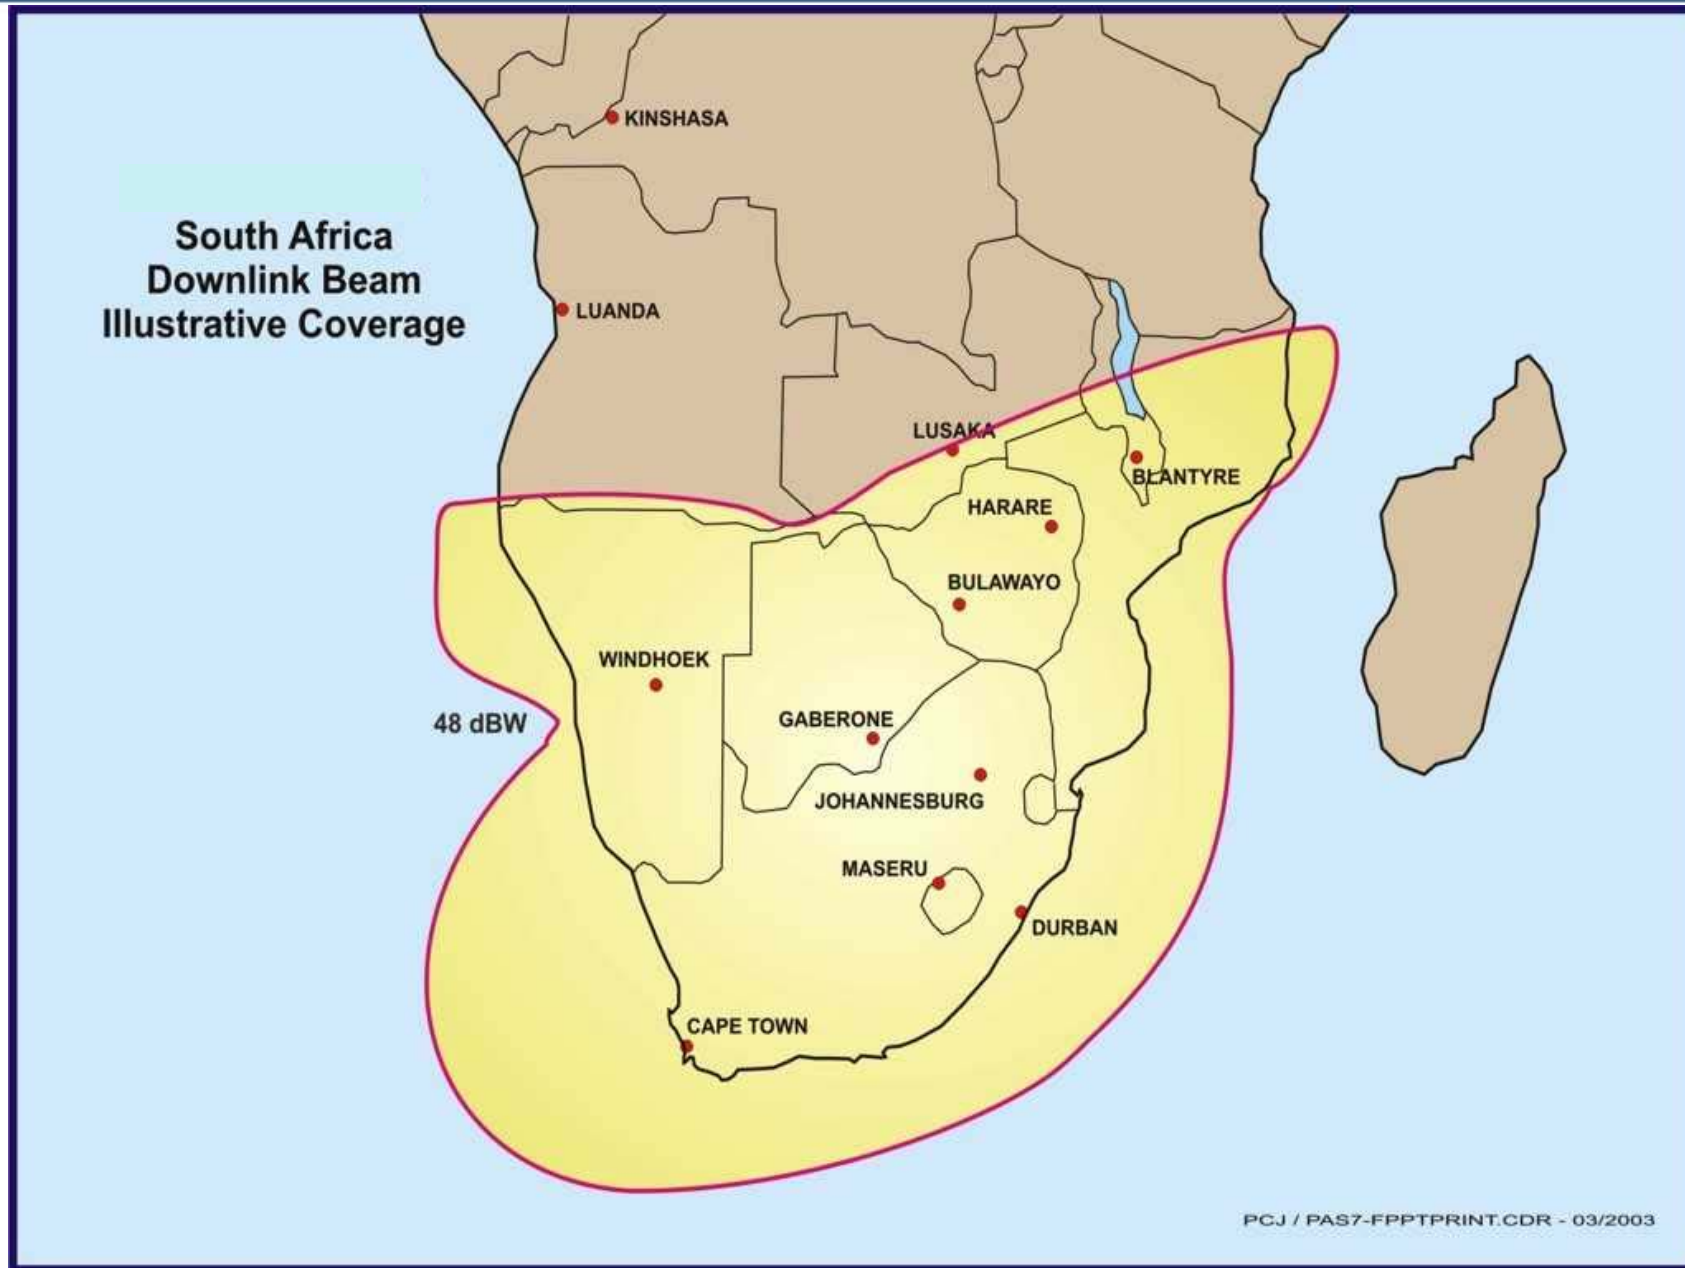 KINSHASA
South Africa
Downlink Beam
Illustrative Coverage
LUANDA
LUSAKA
BLANTYRE
HARARE
BULAWAYO
WINDHOEK
48 dBW
GABERONE
JOHANNESBURG
MASERU
DURBAN
CAPE TOWN
PCJ / PAS7-FPPTPRINT.CDR - 03/2003